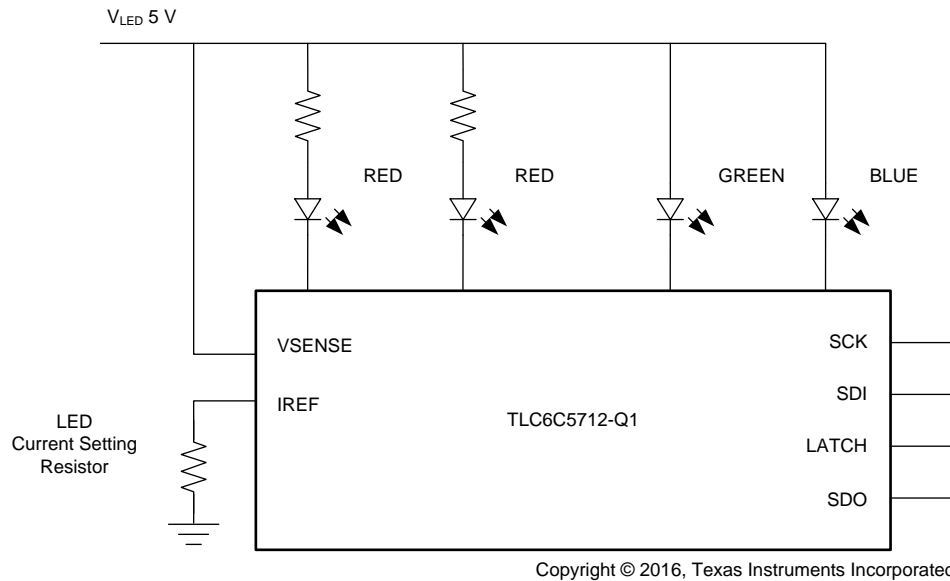 VLED 5 V
RED
RED
GREEN
BLUE
VSENSE
SCK
IREF
SDI
LED
Current Setting
Resistor
TLC6C5712-Q1
LATCH
SDO
Copyright © 2016, Texas Instruments Incorporated